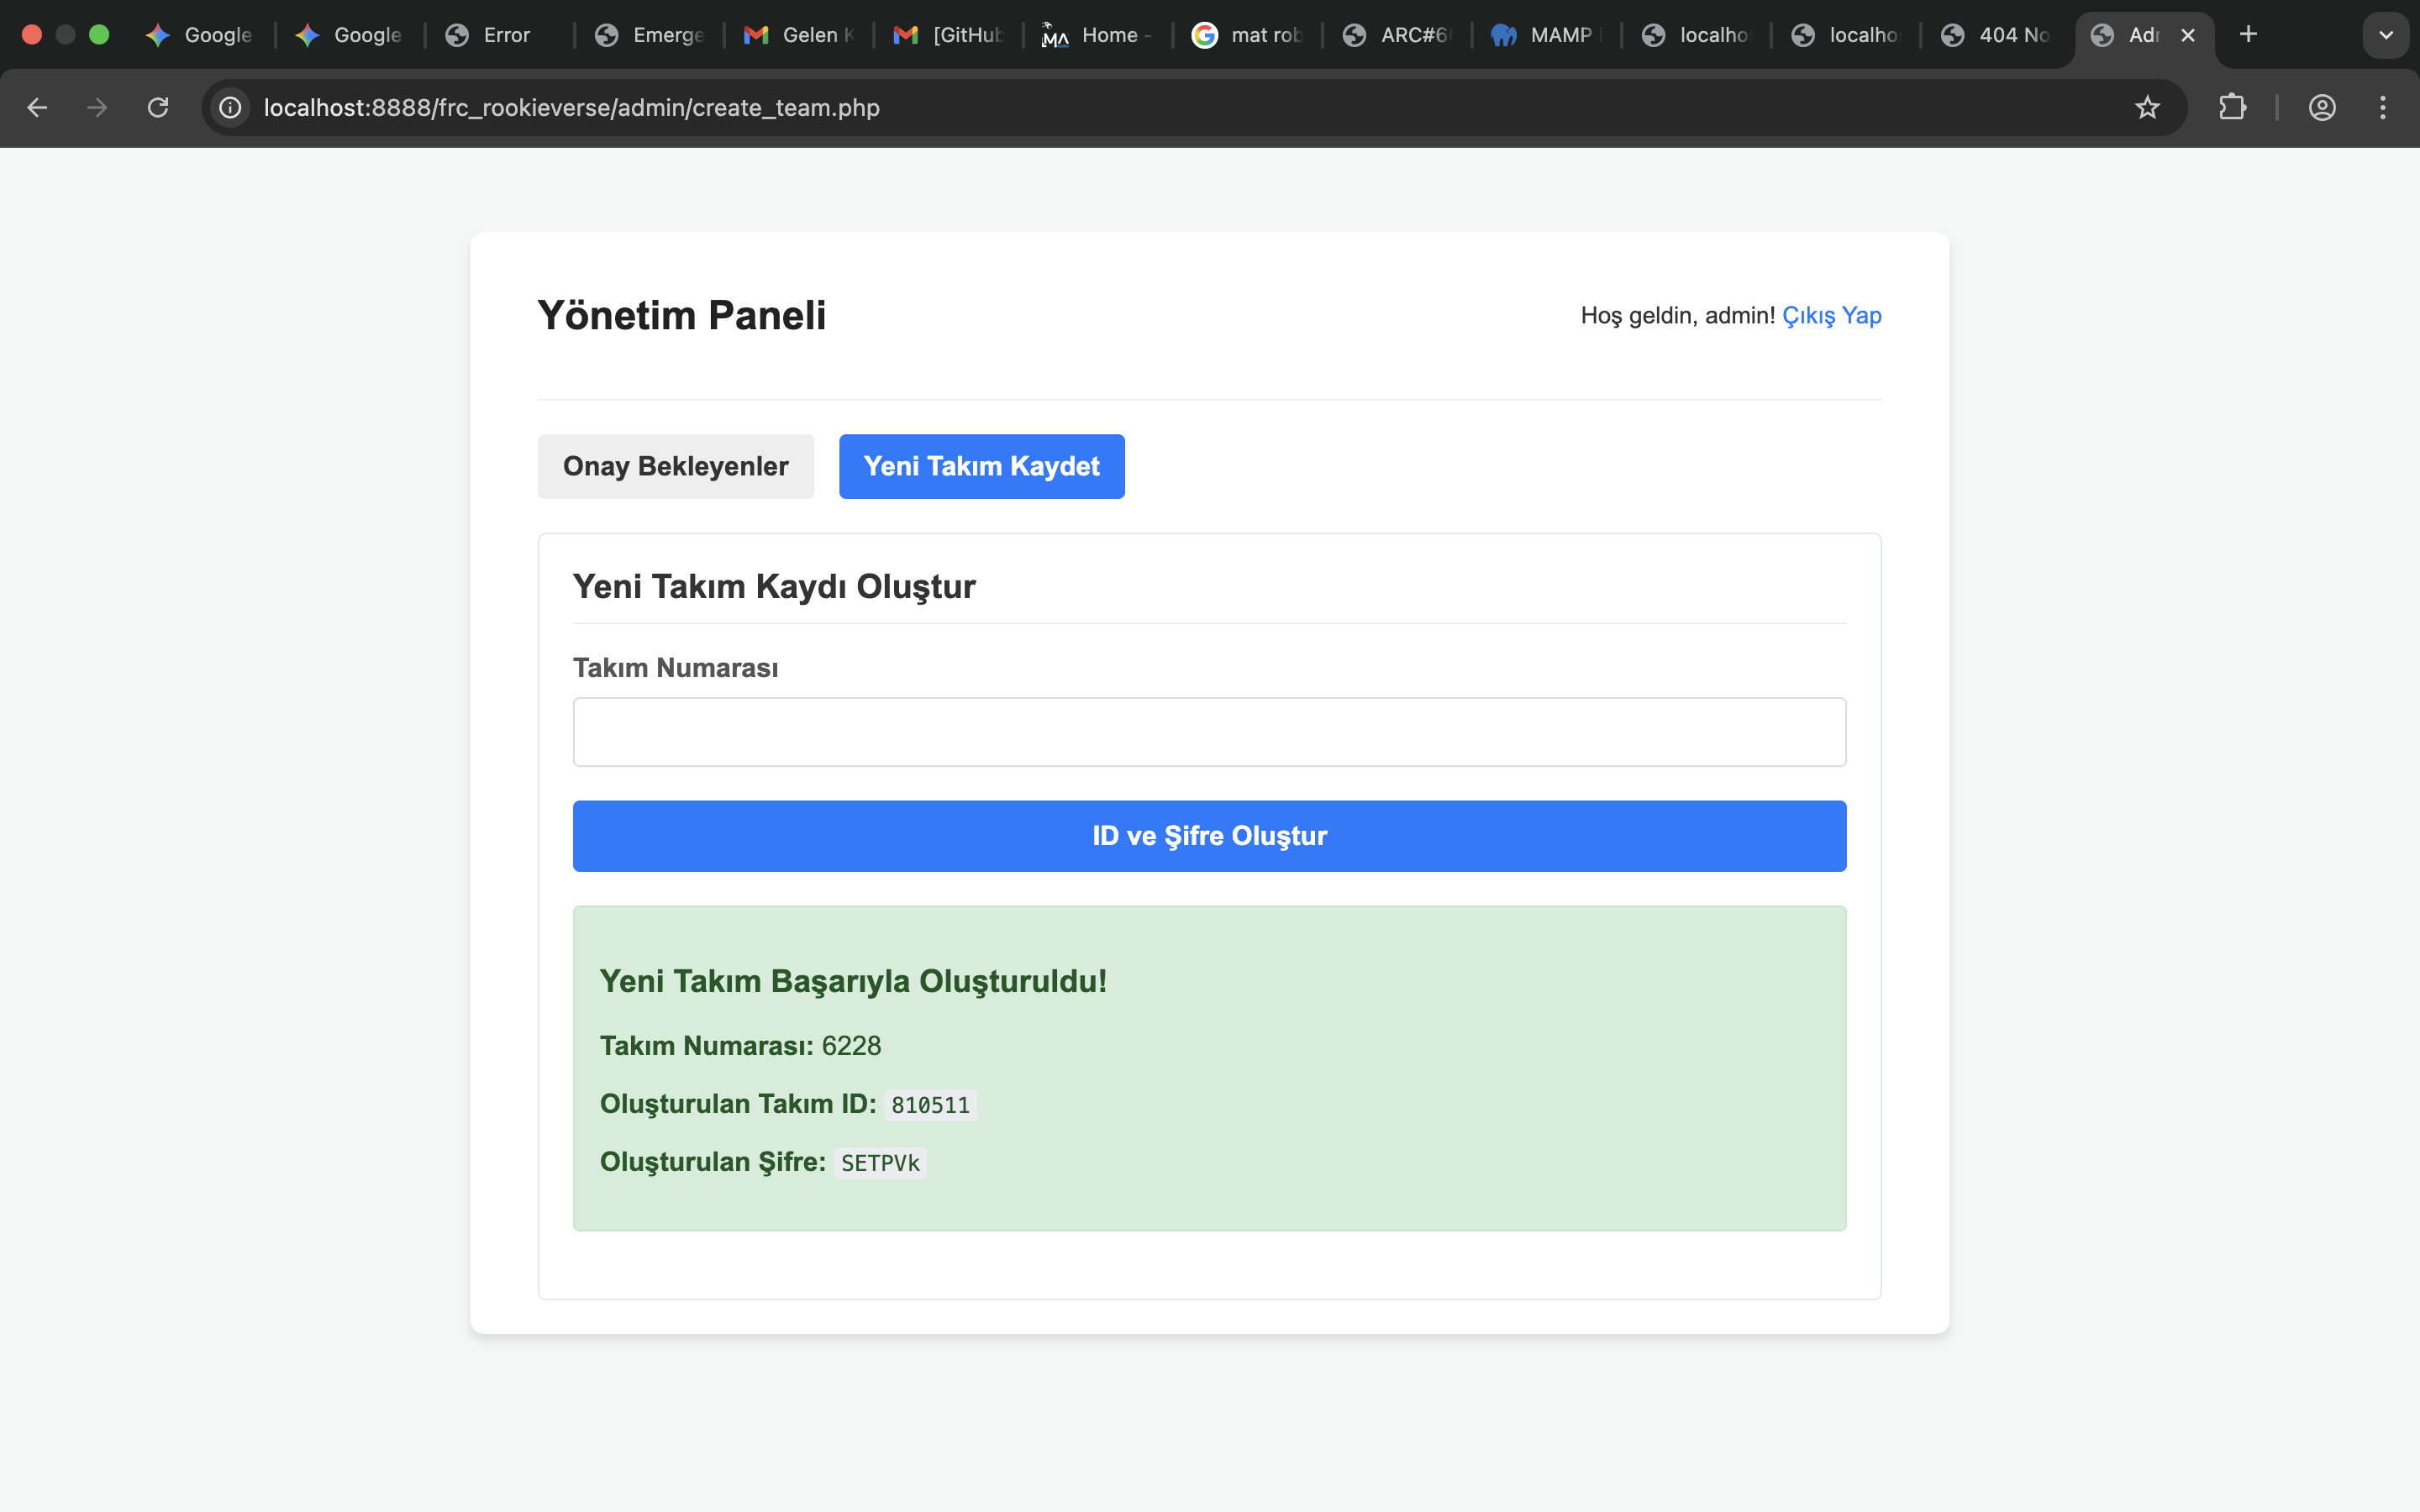 Google
Google
Error
Emerge
Gelen K
[GitHub
Home -
mat rob
ARC#6
MAMP
localho
localho
404 No
Adr
localhost:8888/frc_rookieverse/admin/create_team.php
Yönetim Paneli
Hoş geldin, admin! Çıkış Yap
Onay Bekleyenler
Yeni Takım Kaydet
Yeni Takım Kaydı Oluştur
Takım Numarası
ID ve Şifre Oluştur
Yeni Takım Başarıyla Oluşturuldu!
Takım Numarası: 6228
Oluşturulan Takım ID: 810511
Oluşturulan Şifre: SETPVk